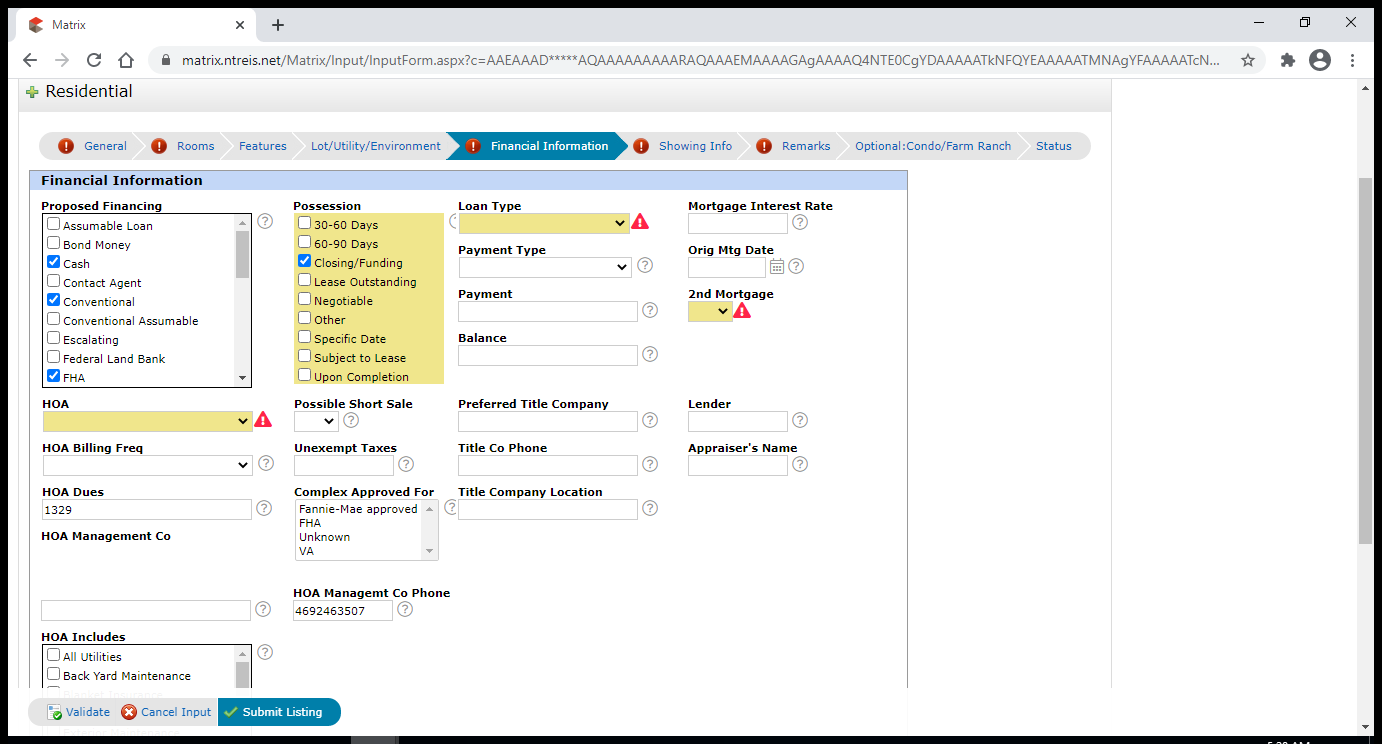 Matrix
matrix.ntreis.net/Matrix/Input/InputForm.aspx?c=AAEAAAD*****AQAAAAAAAAARAQAAAEMAAAAGAgAAAAQ4NTE0CgYDAAAAATkNFQYEAAAAATMNAgYFAAAAATcN...
Residential
General
Rooms
Features
Lot/Utility/Environment
Financial Information
Showing Info
Remarks
Optional:Condo/Farm Ranch
Status
Financial Information
Proposed Financing
Assumable Loan
Bond Money
Cash
Contact Agent
Conventional
Conventional Assumable
Escalating
Federal Land Bank
FHA
Possession
30-60 Days
60-90 Days
Closing/Funding
Lease Outstanding
Negotiable
Other
Specific Date
Subject to Lease
Upon Completion
Loan Type
Payment Type
Payment
Balance
Mortgage Interest Rate
Orig Mtg Date
2nd Mortgage
HOA
Possible Short Sale
Preferred Title Company
Lender
HOA Billing Freq
Unexempt Taxes
Title Co Phone
Appraiser's Name
HOA Dues
1329
Complex Approved For
Fannie-Mae approved
FHA
Unknown
VA
Title Company Location
HOA Management Co
HOA Managemt Co Phone
4692463507
HOA Includes
All Utilities
Back Yard Maintenance
Blanket Insurance
Validate
Cancel Input
Submit Listing
Exterior Maintenance